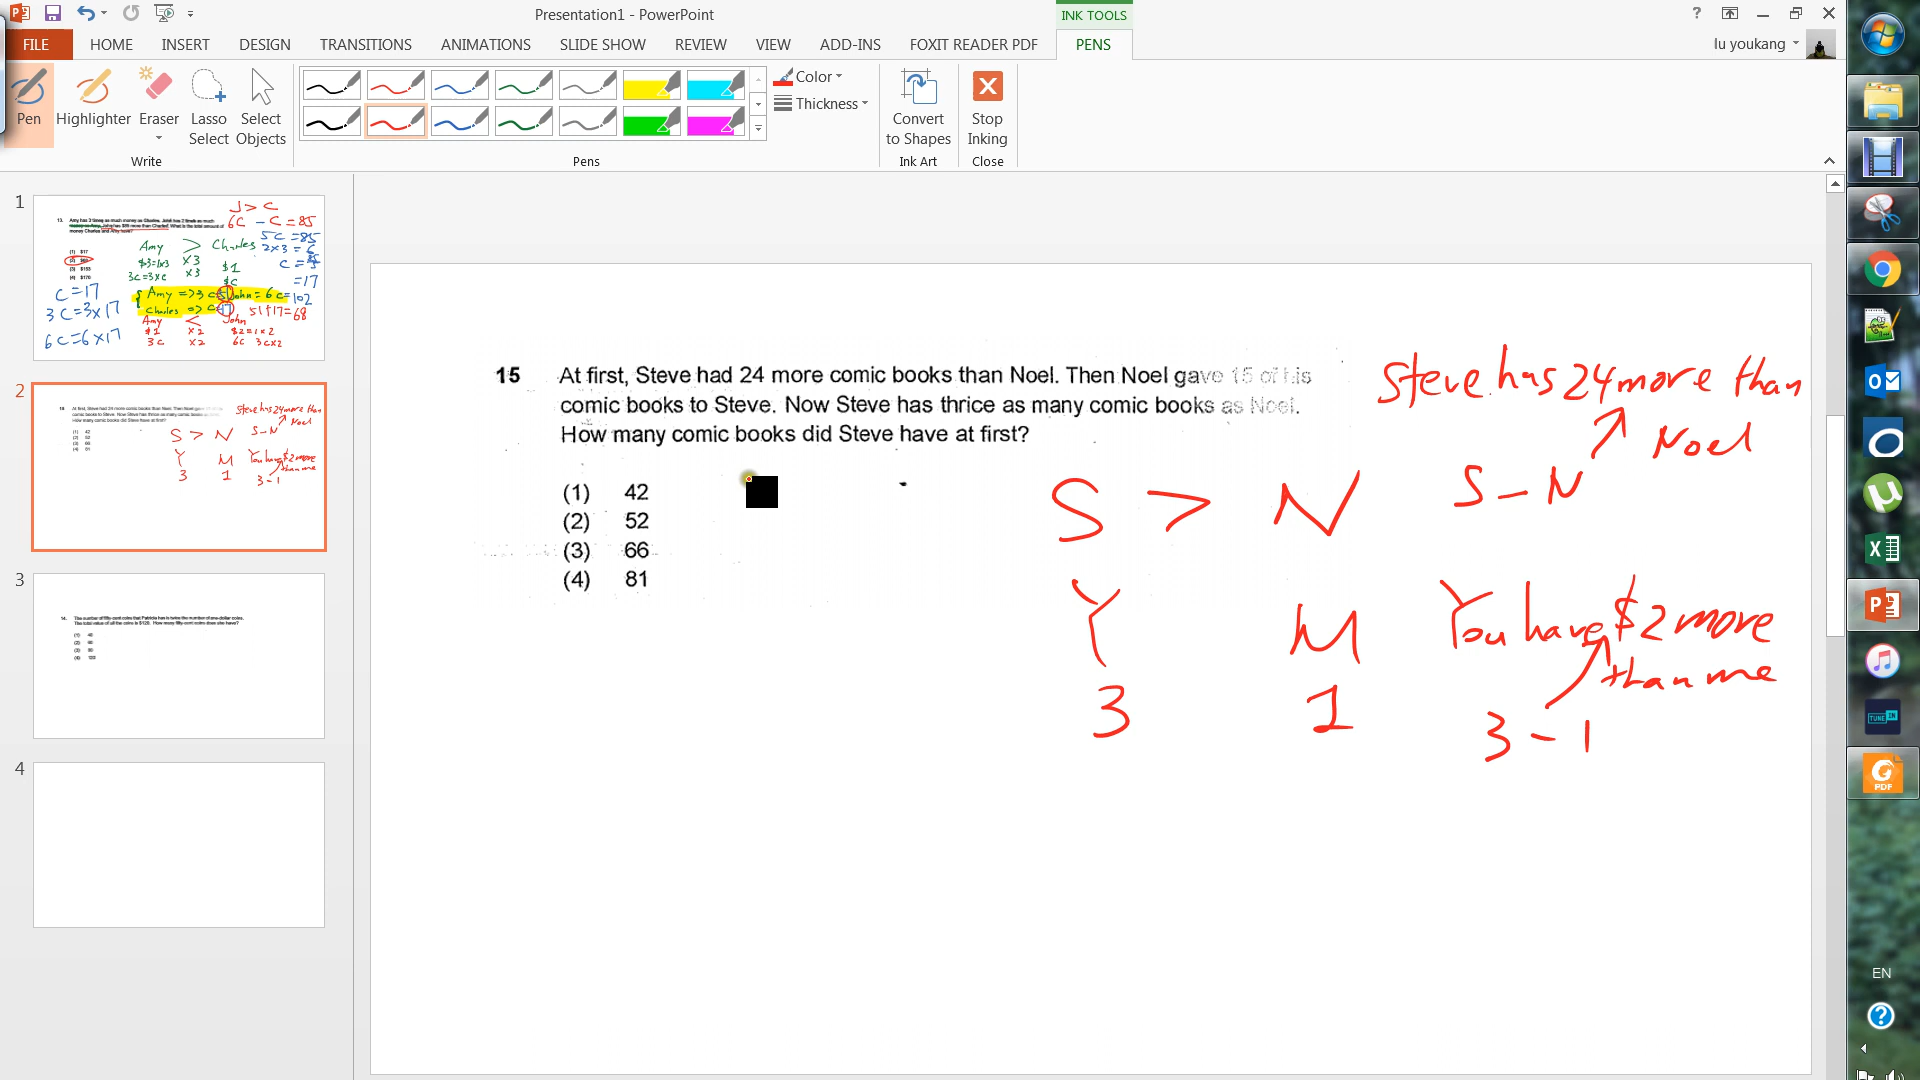 Presentation1 - PowerPoint
INK TOOLS
FILE HOME INSERT DESIGN TRANSITIONS ANIMATIONS SLIDE SHOW REVIEW VIEW ADD-INS FOXIT READER PDF PENS
lu youkang
Pen Highlighter Eraser Lasso Select Select Objects
Write
Pens
Color
Thickness
Convert to Shapes
Ink Art
Stop Inking
Close
1
2
3
4
15 At first, Steve had 24 more comic books than Noel. Then Noel gave 15 of his
comic books to Steve. Now Steve has thrice as many comic books as Noel.
How many comic books did Steve have at first?
(1) 42
(2) 52
(3) 66
(4) 81
Steve has 24 more than
Noel
S > N
S - N
Y M
You have $2 more
than me
3 1
3 - 1
EN
PDF